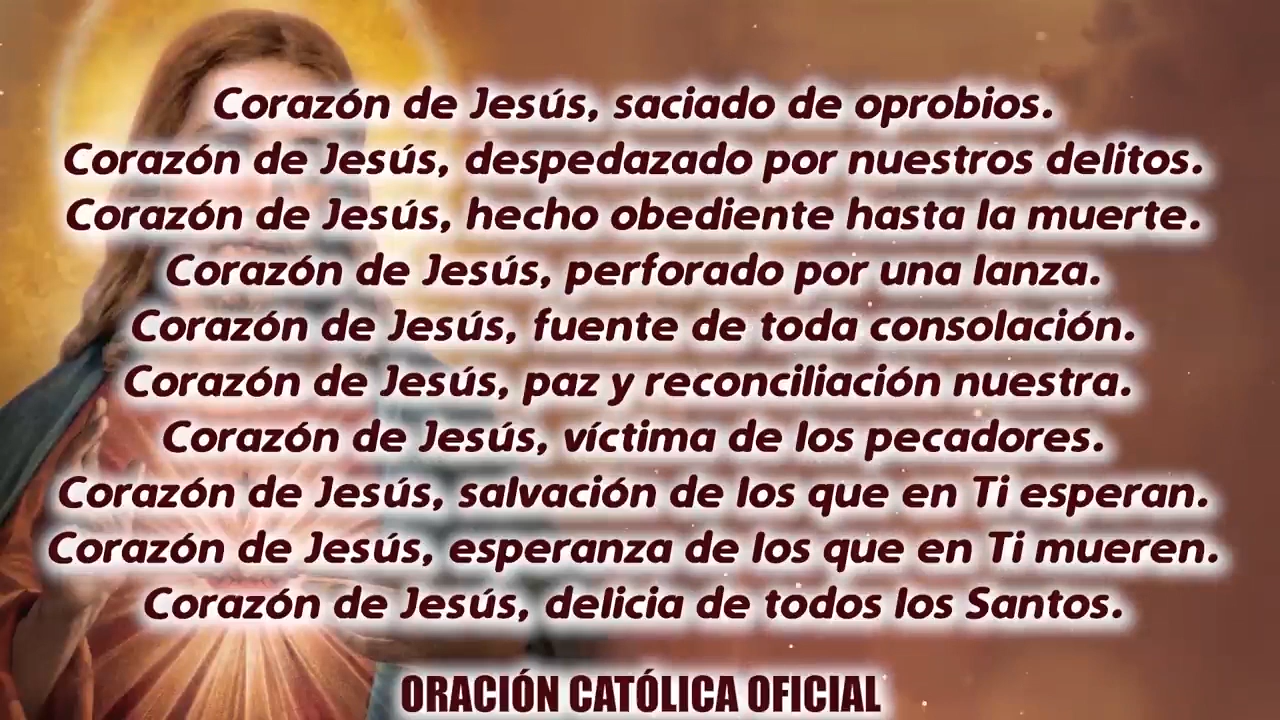 Corazón de Jesús, saciado de oprobios.
Corazón de Jesús, despedazado por nuestros delitos.
Corazón de Jesús, hecho obediente hasta la muerte.
Corazón de Jesús, perforado por una lanza.
Corazón de Jesús, fuente de toda consolación.
Corazón de Jesús, paz y reconciliación nuestra.
Corazón de Jesús, víctima de los pecadores.
Corazón de Jesús, salvación de los que en Ti esperan.
Corazón de Jesús, esperanza de los que en Ti mueren.
Corazón de Jesús, delicia de todos los Santos.
ORACIÓN CATÓLICA OFICIAL